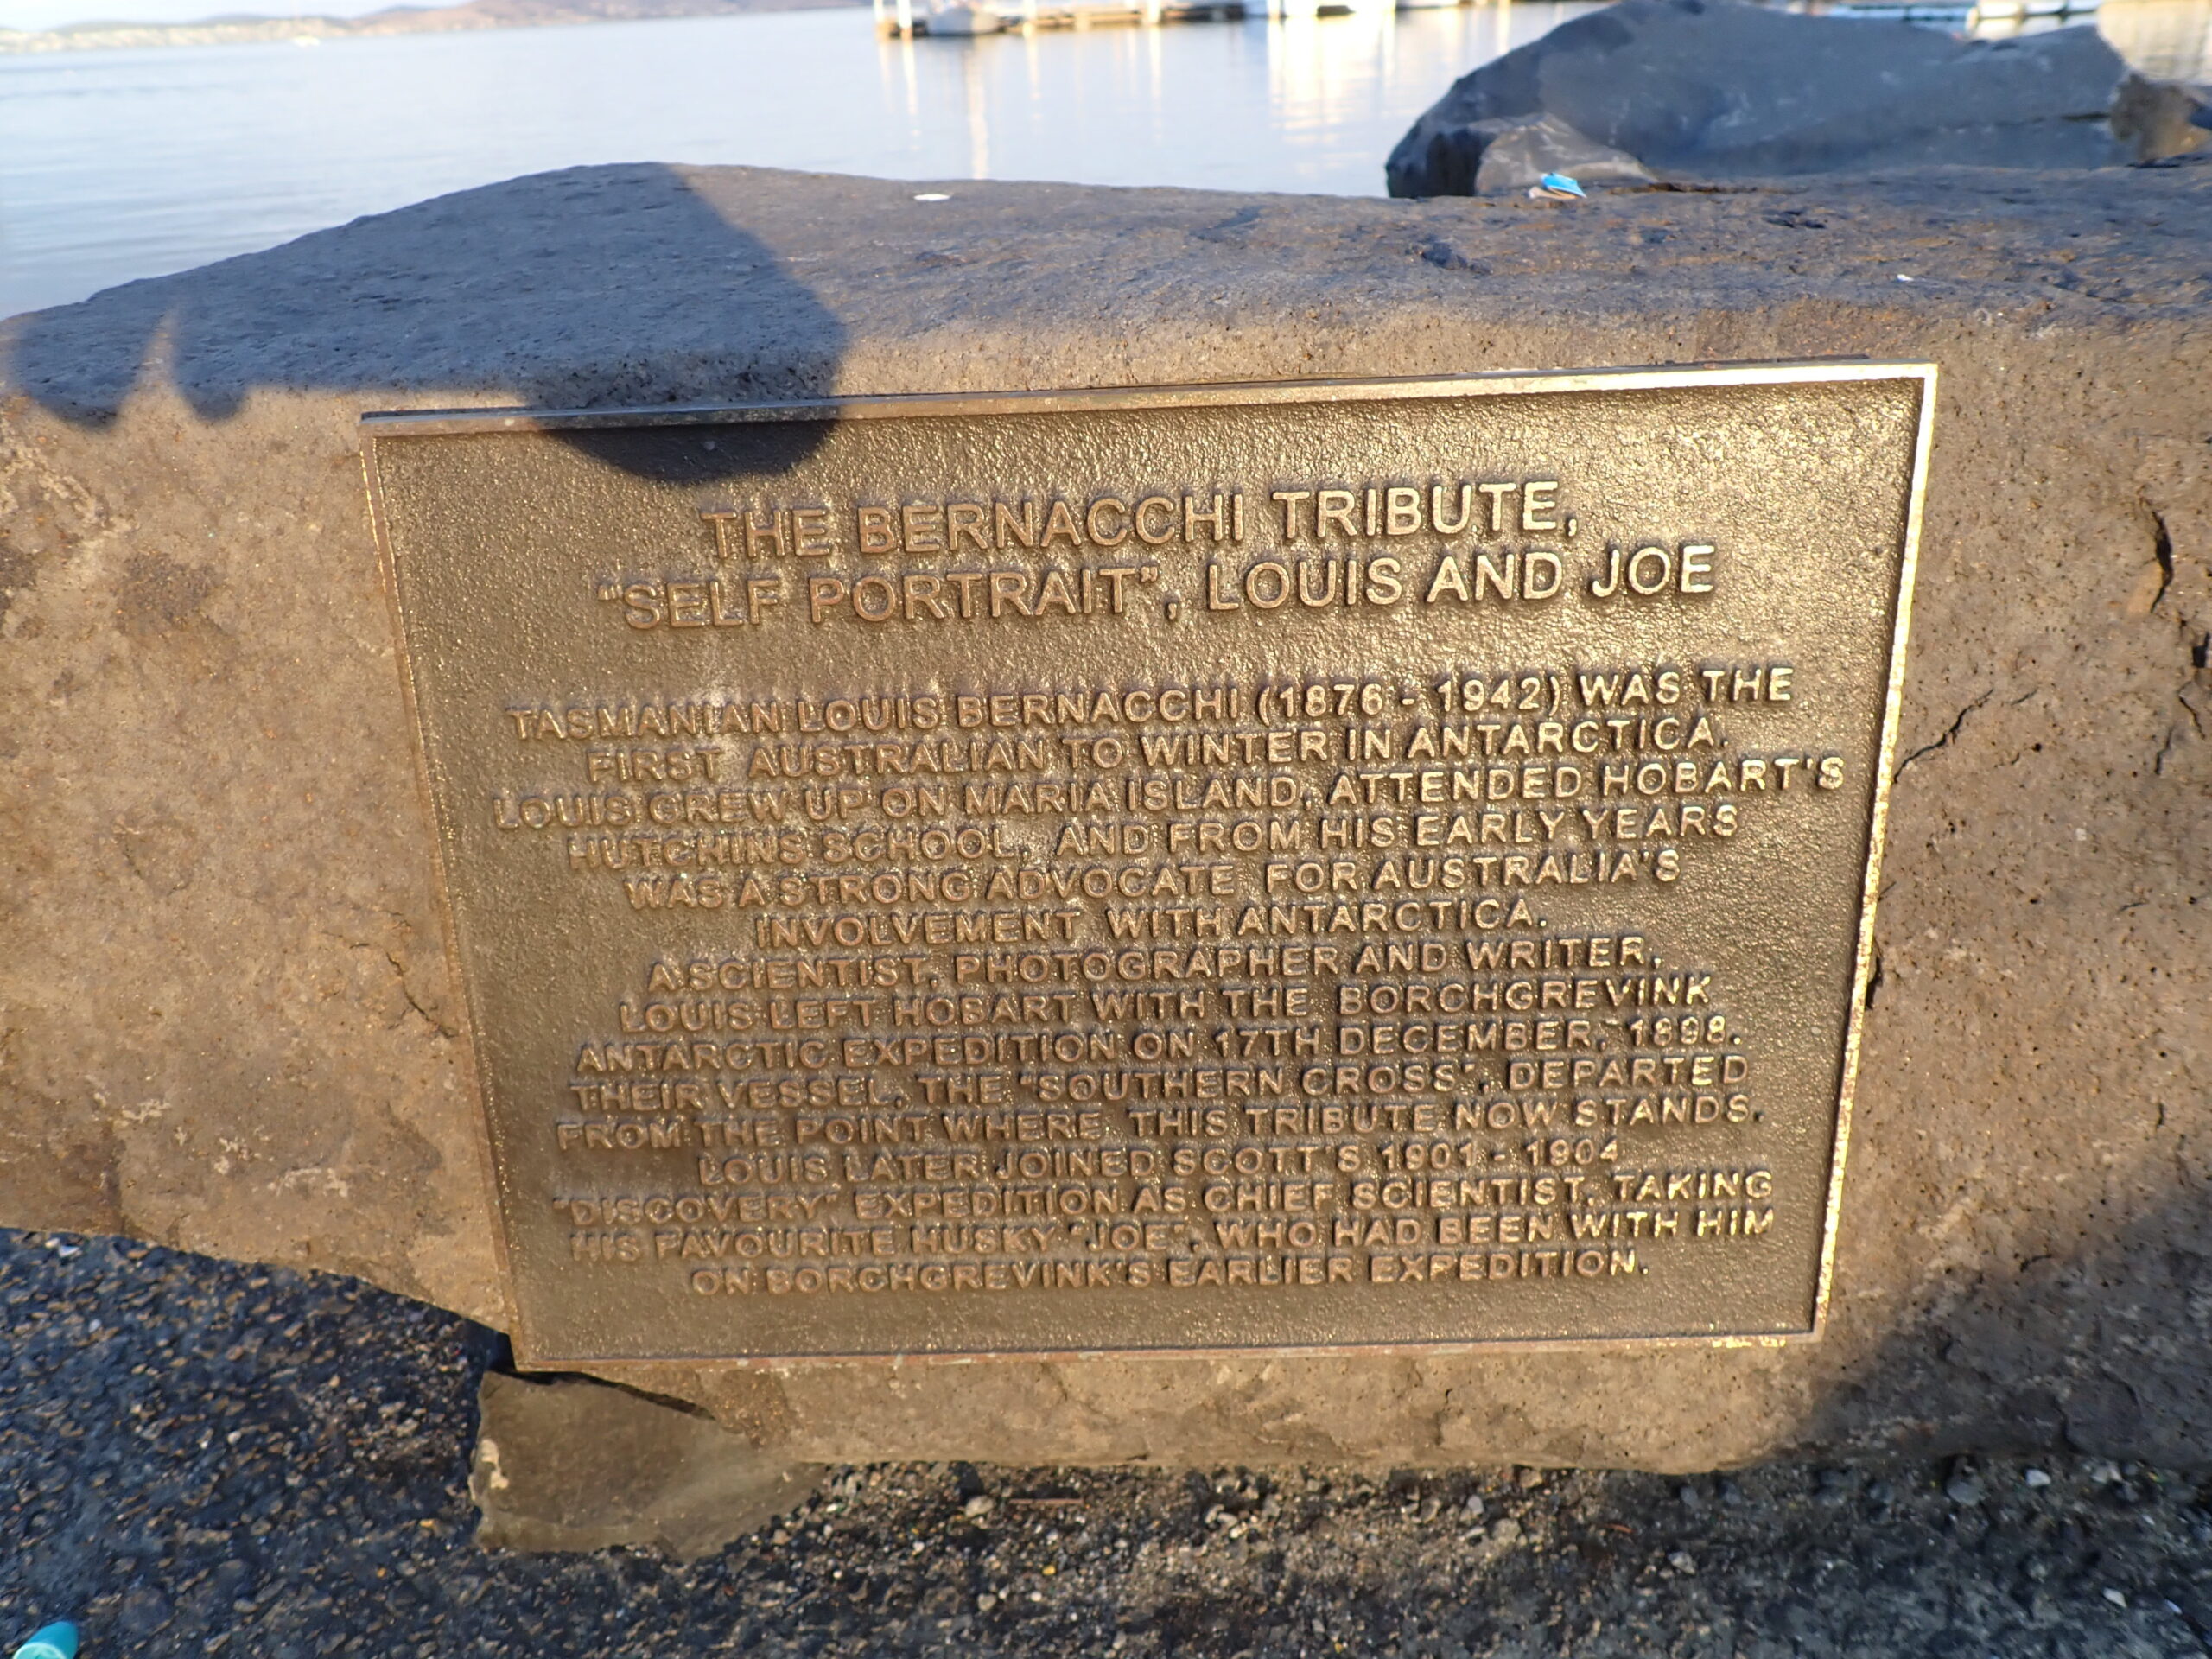 THE BERNACCHI TRIBUTE,
"SELF PORTRAIT", LOUIS AND JOE
TASMANIAN LOUIS BERNACCHI (1876 - 1942) WAS THE
FIRST AUSTRALIAN TO WINTER IN ANTARCTICA.
LOUIS GREW UP ON MARIA ISLAND, ATTENDED HOBART'S
HUTCHINS SCHOOL, AND FROM HIS EARLY YEARS
WAS A STRONG ADVOCATE FOR AUSTRALIA'S
INVOLVEMENT WITH ANTARCTICA.
A SCIENTIST, PHOTOGRAPHER AND WRITER,
LOUIS LEFT HOBART WITH THE BORCHGREVINK
ANTARCTIC EXPEDITION ON 17TH DECEMBER, 1898.
THEIR VESSEL, THE "SOUTHERN CROSS", DEPARTED
FROM THE POINT WHERE THIS TRIBUTE NOW STANDS.
LOUIS LATER JOINED SCOTT'S 1901 - 1904
"DISCOVERY" EXPEDITION AS CHIEF SCIENTIST, TAKING
HIS FAVOURITE HUSKY "JOE", WHO HAD BEEN WITH HIM
ON BORCHGREVINK'S EARLIER EXPEDITION.